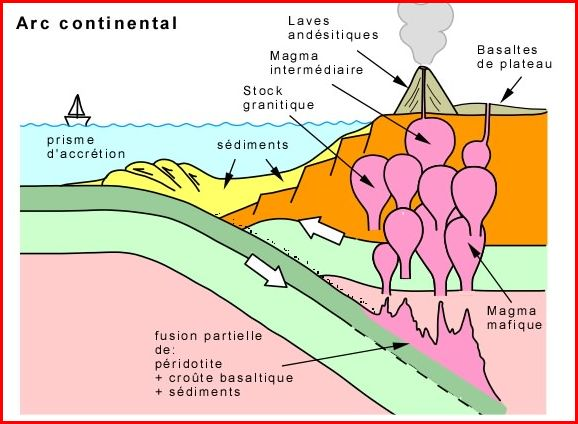 Arc continental
Laves
andésitiques
Magma
intermédiaire
Stock
granitique
Basaltes
de plateau
prisme
d'accrétion
sédiments
Magma
mafique
fusion partielle
de:
péridotite
+ croûte basaltique
+ sédiments